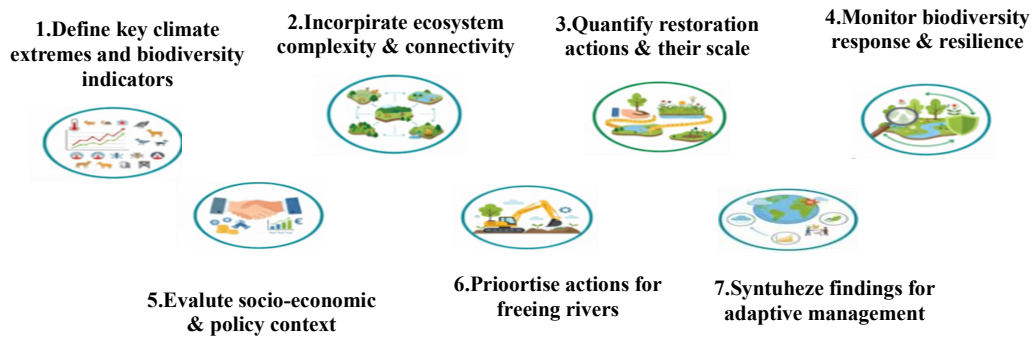 1.Define key climate
extremes and biodiversity
indicators
2.Incorpirate ecosystem
complexity & connectivity
3.Quantify restoration
actions & their scale
4.Monitor biodiversity
response & resilience
5.Evalute socio-economic
& policy context
6.Prioortise actions for
freeing rivers
7.Syntuheze findings for
adaptive management